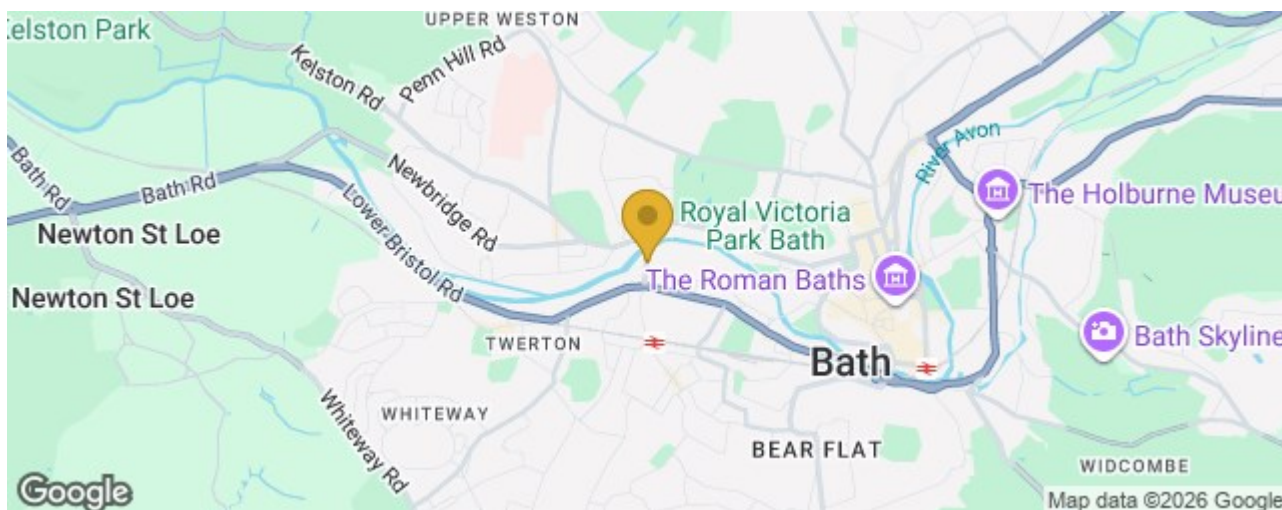 UPPER WESTON
Kelston Park
Kelston Rd
Penn Hill Rd
River Avon
Bath Rd
Bath Rd
Newbridge Rd
Lower Bristol Rd
The Holburne Museu
Royal Victoria
Park Bath
Newton St Loe
The Roman Baths
Newton St Loe
TWERTON
Bath Skyline
Bath
WHITEWAY
Whiteway Rd
BEAR FLAT
WIDCOMBE
Google
Map data ©2026 Google